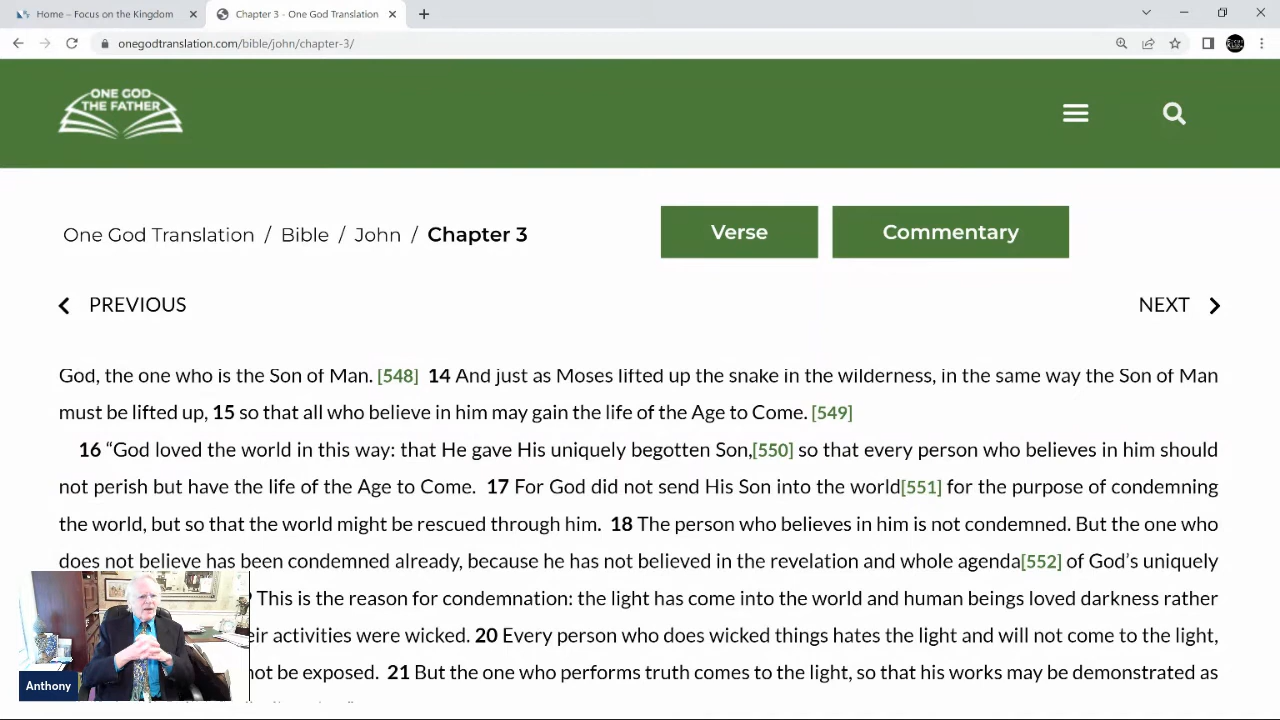 Home – Focus on the Kingdom
Chapter 3 - One God Translation
onegodtranslation.com/bible/john/chapter-3/
ONE GOD
THE FATHER
One God Translation / Bible / John / Chapter 3
Verse
Commentary
PREVIOUS
NEXT
God, the one who is the Son of Man. [548] 14 And just as Moses lifted up the snake in the wilderness, in the same way the Son of Man
must be lifted up, 15 so that all who believe in him may gain the life of the Age to Come. [549]
16 “God loved the world in this way: that He gave His uniquely begotten Son,[550] so that every person who believes in him should
not perish but have the life of the Age to Come. 17 For God did not send His Son into the world[551] for the purpose of condemning
the world, but so that the world might be rescued through him. 18 The person who believes in him is not condemned. But the one who
does not believe has been condemned already, because he has not believed in the revelation and whole agenda[552] of God’s uniquely
This is the reason for condemnation: the light has come into the world and human beings loved darkness rather
activities were wicked. 20 Every person who does wicked things hates the light and will not come to the light,
not be exposed. 21 But the one who performs truth comes to the light, so that his works may be demonstrated as
Anthony